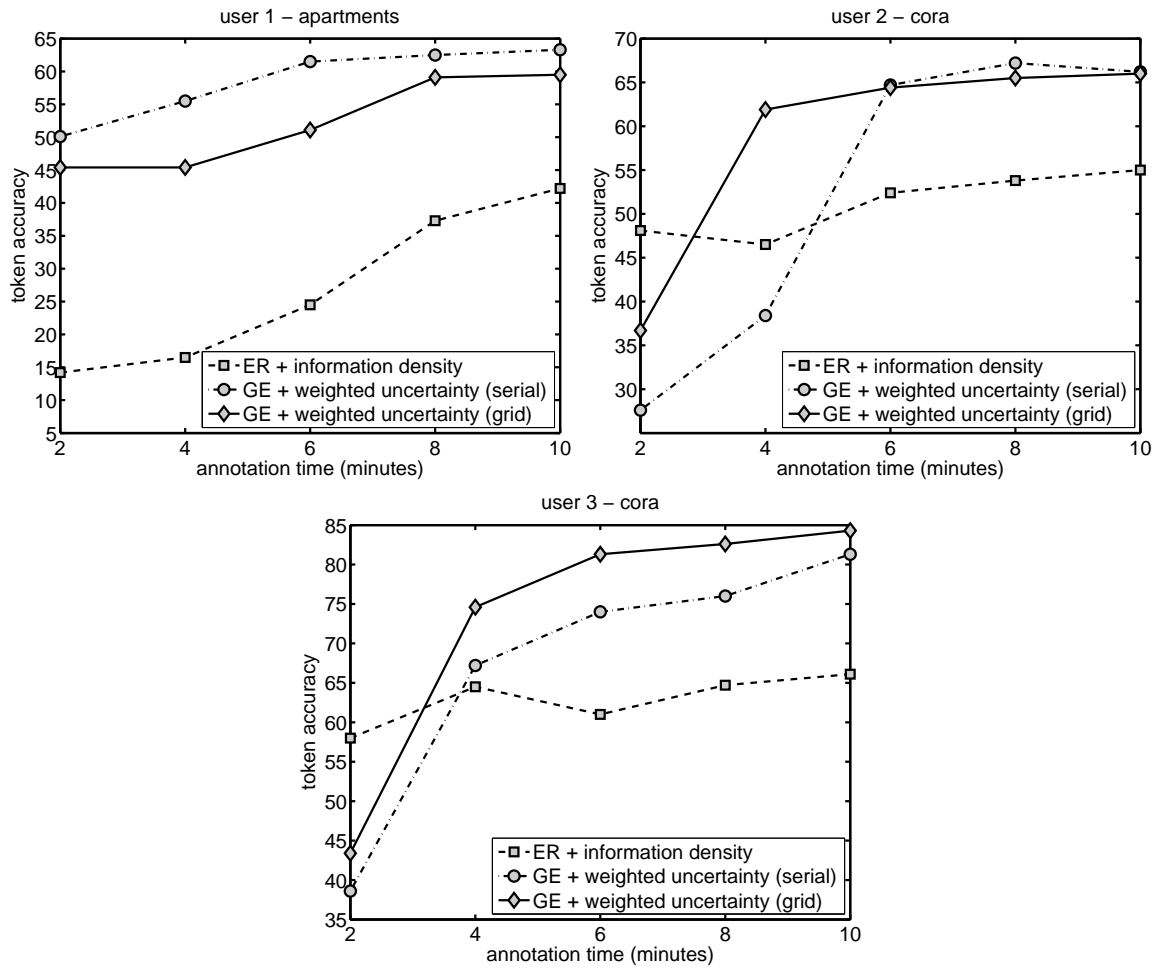 user 1 – apartments
65
60
55
50
45
40
35
30
25
20
15
10
5
token accuracy
ER + information density
GE + weighted uncertainty (serial)
GE + weighted uncertainty (grid)
2 4 6 8 10
annotation time (minutes)
user 2 – cora
70
65
60
55
50
45
40
35
30
token accuracy
ER + information density
GE + weighted uncertainty (serial)
GE + weighted uncertainty (grid)
2 4 6 8 10
annotation time (minutes)
user 3 – cora
85
80
75
70
65
60
55
50
45
40
35
token accuracy
ER + information density
GE + weighted uncertainty (serial)
GE + weighted uncertainty (grid)
2 4 6 8 10
annotation time (minutes)